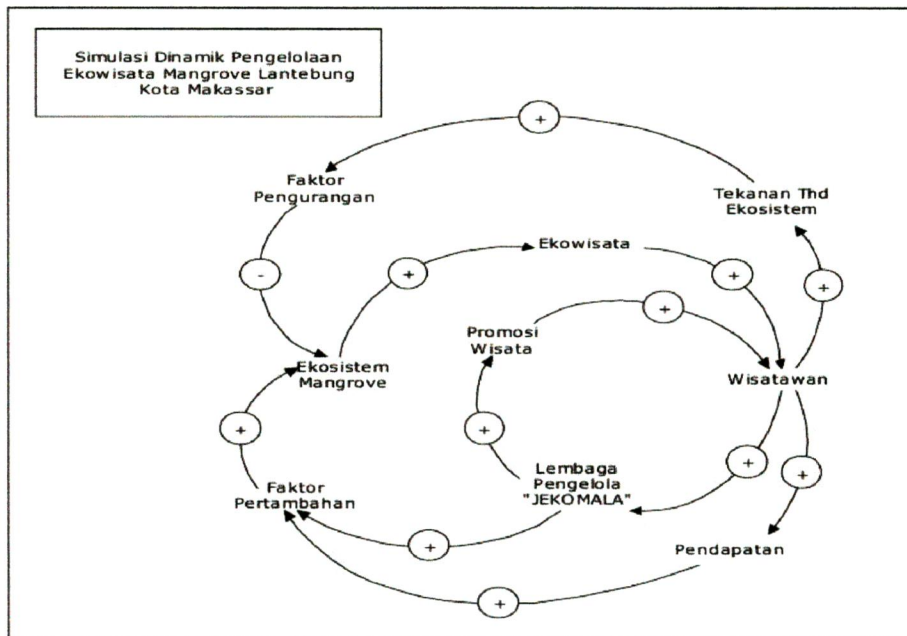 Simulasi Dinamik Pengelolaan
Ekowisata Mangrove Lantebung
Kota Makassar
+
Faktor
Pengurangan
Tekanan Thd
Ekosistem
Ekowisata
-
+
+
+
Promosi
Wisata
+
Ekosistem
Mangrove
Wisatawan
+
+
+
+
Lembaga
Pengelola
"JEKOMALA"
Faktor
Pertambahan
+
Pendapatan
+